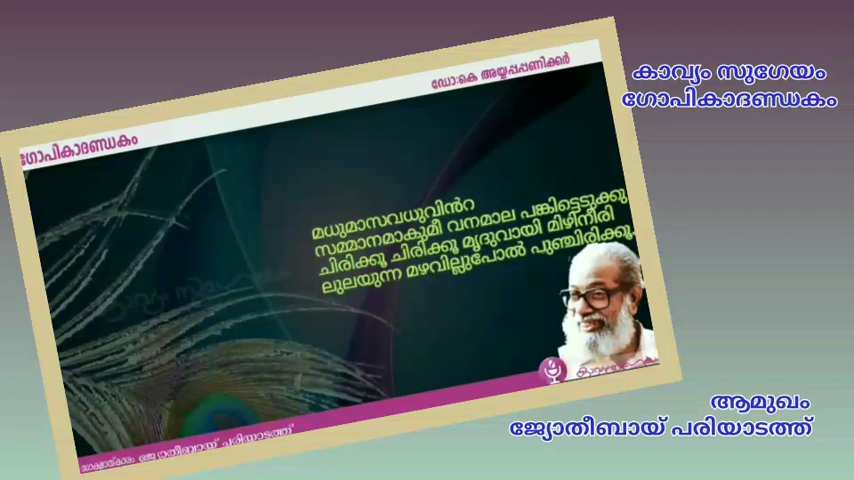 കാവ്യം സുഗേയം
ഗോപികാദണ്ഡകം
ഡോ:കെ അയ്യപ്പപ്പണിക്കർ
ഗോപികാദണ്ഡകം
മധുമാസവധുവിൻറ
സമ്മാനമാകുമീ വനമാല പങ്കിട്ടെടുക്കു
ചിരിക്കൂ ചിരിക്കൂ മൃദുവായി മിഴിനീരി
ലുലയുന്ന മഴവില്ലുപോൽ പുഞ്ചിരിക്കൂ
കാവ്യം സുഗേയം
ജ്യോതീബായ് പരിയാടത്ത്
ആമുഖം
ജ്യോതീബായ് പരിയാടത്ത്